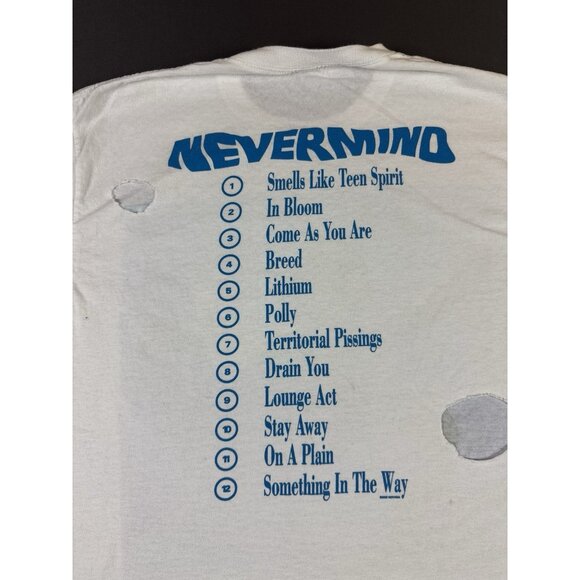 NEVERMIND
1 Smells Like Teen Spirit
2 In Bloom
3 Come As You Are
4 Breed
5 Lithium
6 Polly
7 Territorial Pissings
8 Drain You
9 Lounge Act
10 Stay Away
11 On A Plain
12 Something In The Way